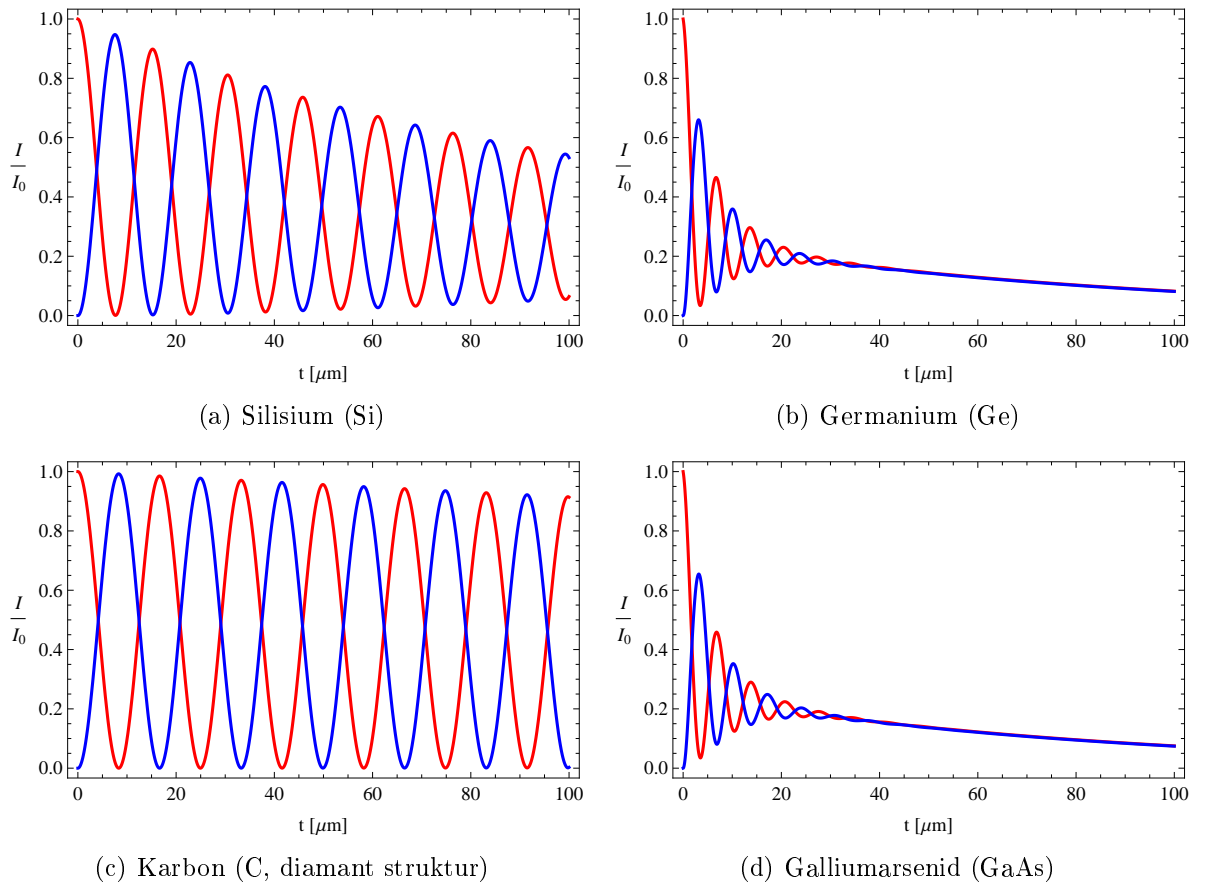 1.0
0.8
0.6
0.4
0.2
0.0
I
I0
0 20 40 60 80 100
t [μm]
(a) Silisium (Si)
1.0
0.8
0.6
0.4
0.2
0.0
I
I0
0 20 40 60 80 100
t [μm]
(b) Germanium (Ge)
1.0
0.8
0.6
0.4
0.2
0.0
I
I0
0 20 40 60 80 100
t [μm]
(c) Karbon (C, diamant struktur)
1.0
0.8
0.6
0.4
0.2
0.0
I
I0
0 20 40 60 80 100
t [μm]
(d) Galliumarsenid (GaAs)